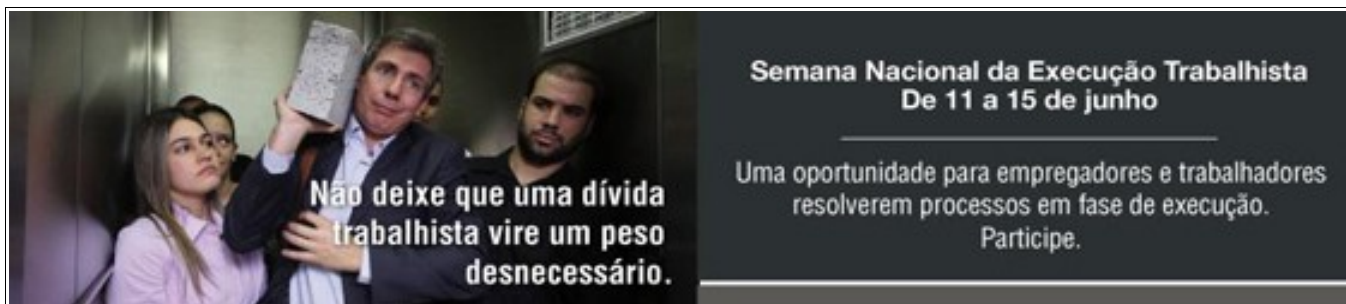 Não deixe que uma dívida
trabalhista vire um peso
desnecessário.
Semana Nacional da Execução Trabalhista
De 11 a 15 de junho
Uma oportunidade para empregadores e trabalhadores
resolverem processos em fase de execução.
Participe.